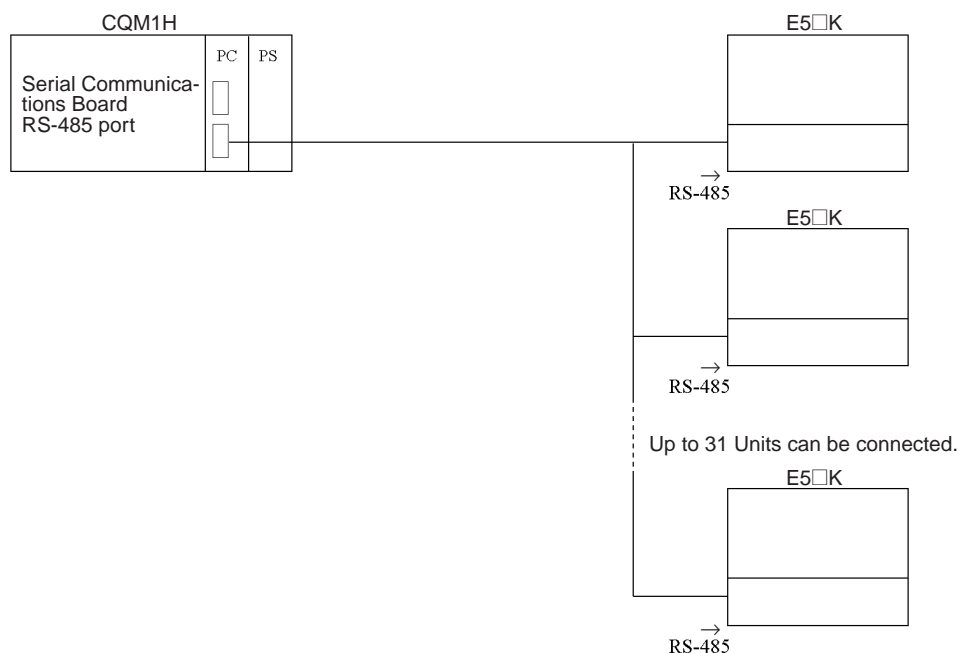 CQM1H
PC PS
Serial Communica-
tions Board
RS-485 port
E5□K
→
RS-485
E5□K
→
RS-485
Up to 31 Units can be connected.
E5□K
→
RS-485